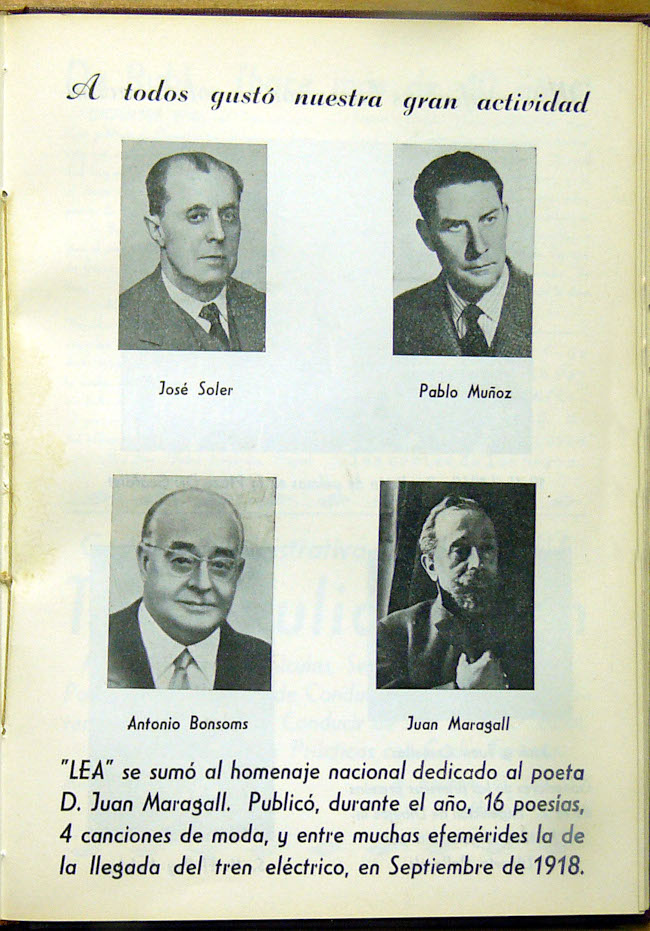 A todos gustó nuestra gran actividad
José Soler
Pablo Muñoz
Antonio Bonsoms
Juan Maragall
"LEA" se sumó al homenaje nacional dedicado al poeta
D. Juan Maragall. Publicó, durante el año, 16 poesías,
4 canciones de moda, y entre muchas efemérides la de
la llegada del tren eléctrico, en Septiembre de 1918.